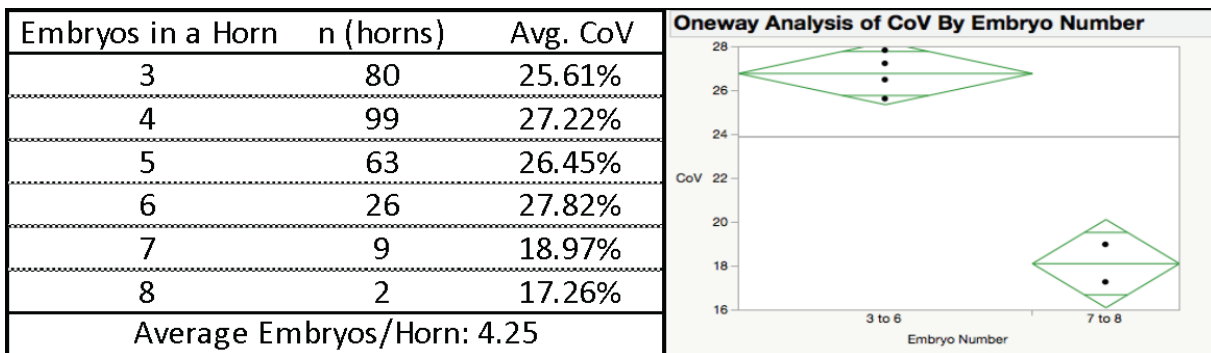 Embryos in a Horn n (horns) Avg. CoV
3 80 25.61%
4 99 27.22%
5 63 26.45%
6 26 27.82%
7 9 18.97%
8 2 17.26%
Average Embryos/Horn: 4.25
Oneway Analysis of CoV By Embryo Number
28
26
24
CoV 22
20
18
16
3 to 6 7 to 8
Embryo Number